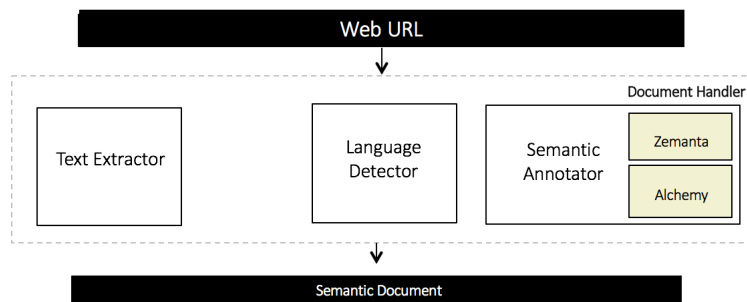 Web URL
Document Handler
Text Extractor
Language
Detector
Semantic
Annotator
Zemanta
Alchemy
Semantic Document